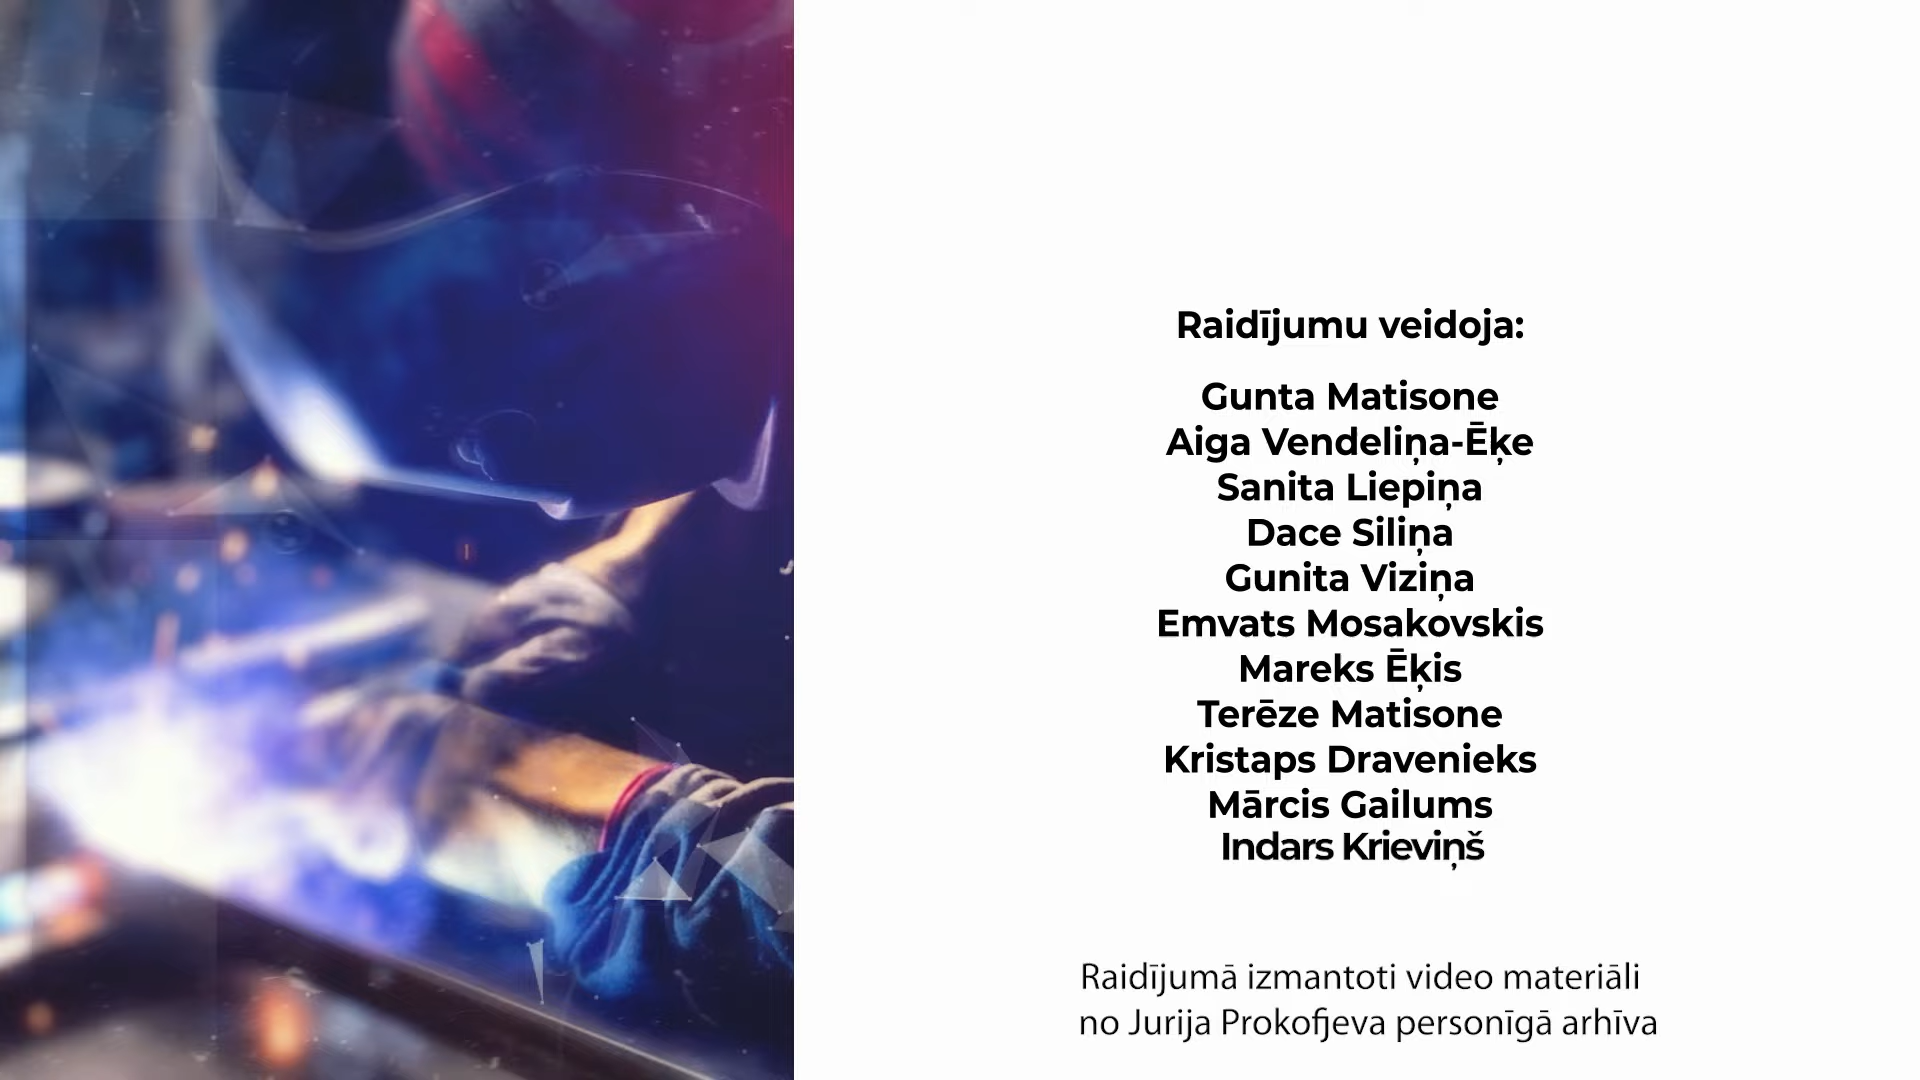 Raidījumu veidoja:
Gunta Matisone
Aiga Vendeliņa-Ēķe
Sanita Liepiņa
Dace Siliņa
Gunita Viziņa
Emvats Mosakovskis
Mareks Ēķis
Terēze Matisone
Kristaps Dravenieks
Mārcis Gailums
Indars Krieviņš
Raidījumā izmantoti video materiāli
no Jurija Prokofjeva personīgā arhīva